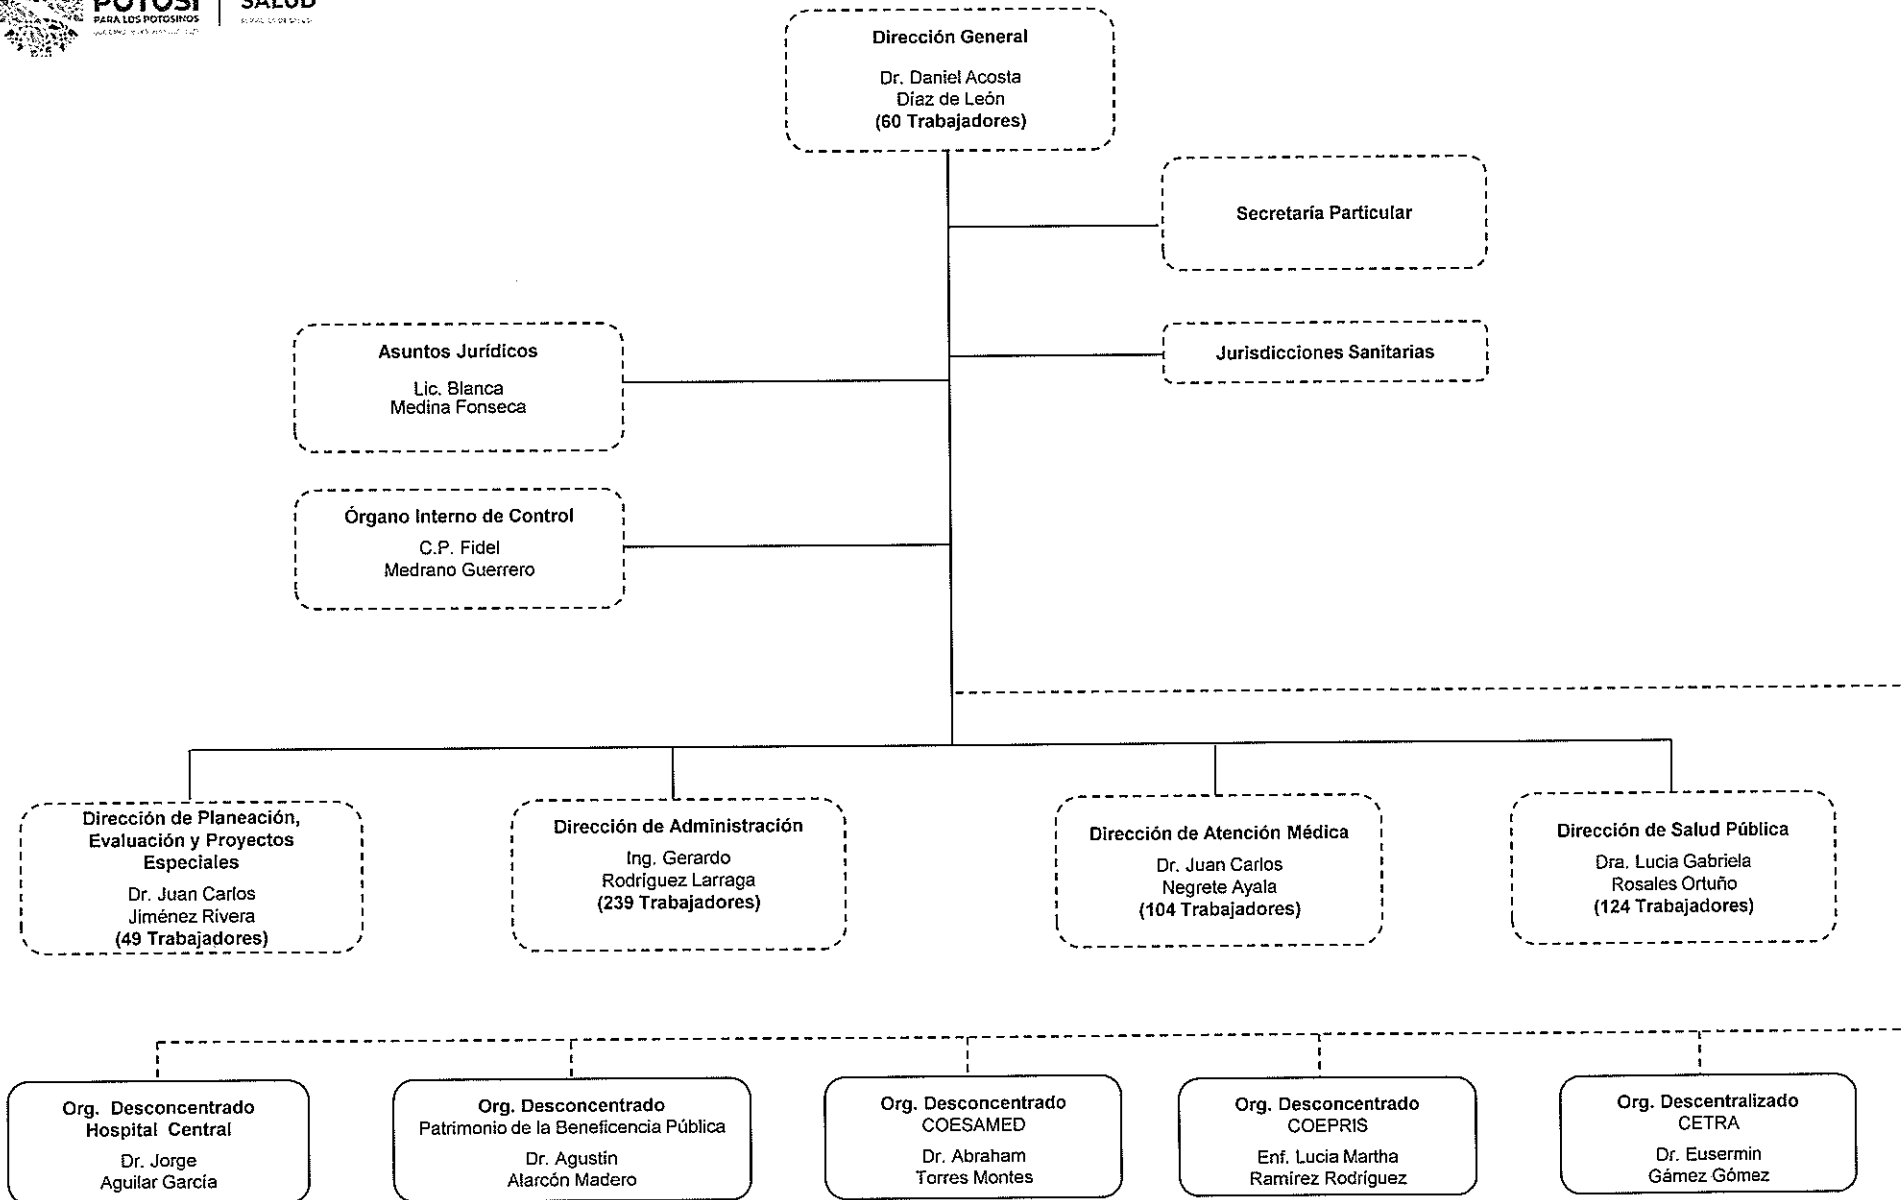 POTOSÍ
PARA LOS POTOSINOS
SALUD
Dirección General
Dr. Daniel Acosta
Díaz de León
(60 Trabajadores)
Secretaría Particular
Asuntos Jurídicos
Lic. Blanca
Medina Fonseca
Jurisdicciones Sanitarias
Órgano Interno de Control
C.P. Fidel
Medrano Guerrero
Dirección de Planeación,
Evaluación y Proyectos
Especiales
Dr. Juan Carlos
Jiménez Rivera
(49 Trabajadores)
Dirección de Administración
Ing. Gerardo
Rodríguez Larraga
(239 Trabajadores)
Dirección de Atención Médica
Dr. Juan Carlos
Negrete Ayala
(104 Trabajadores)
Dirección de Salud Pública
Dra. Lucia Gabriela
Rosales Ortuño
(124 Trabajadores)
Org. Desconcentrado
Hospital Central
Dr. Jorge
Aguilar García
Org. Desconcentrado
Patrimonio de la Beneficencia Pública
Dr. Agustín
Alarcón Madero
Org. Desconcentrado
COESAMED
Dr. Abraham
Torres Montes
Org. Desconcentrado
COEPRIS
Enf. Lucia Martha
Ramírez Rodríguez
Org. Descentralizado
CETRA
Dr. Eusermin
Gámez Gómez